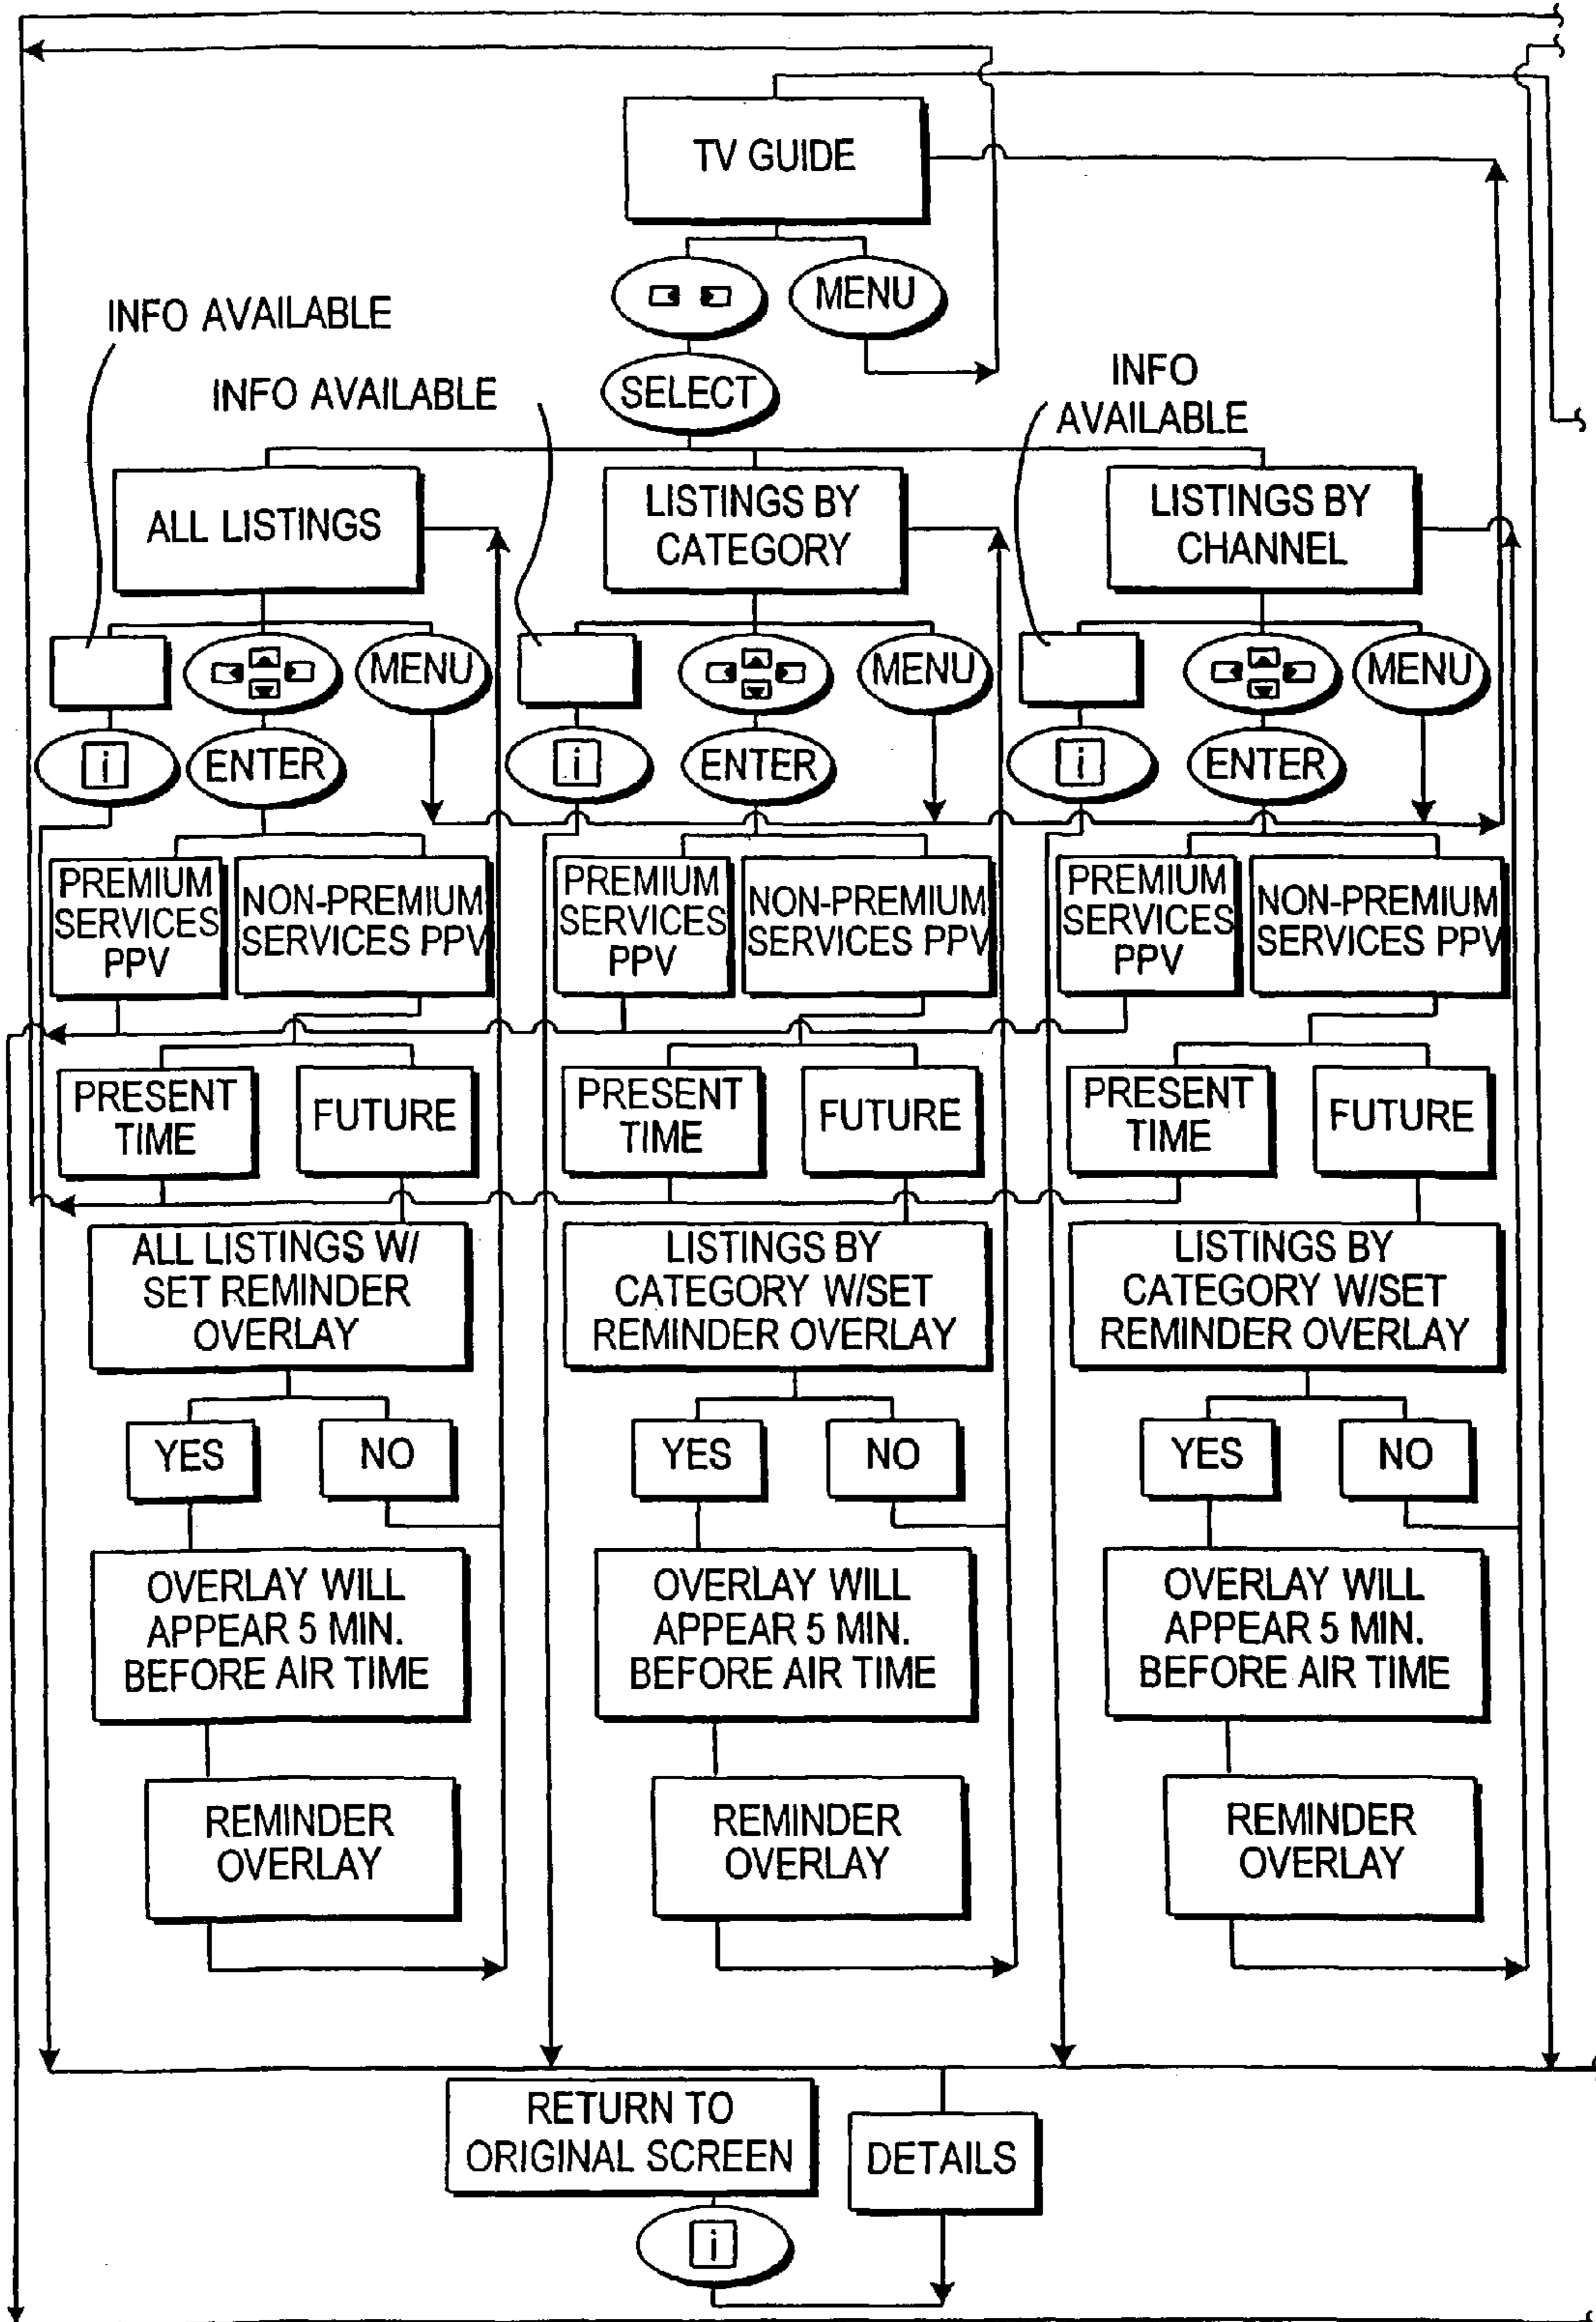 TV GUIDE
MENU
INFO AVAILABLE
INFO AVAILABLE
SELECT
INFO
AVAILABLE
ALL LISTINGS
LISTINGS BY
CATEGORY
LISTINGS BY
CHANNEL
MENU
MENU
MENU
i
ENTER
i
ENTER
i
ENTER
PREMIUM
SERVICES
PPV
NON-PREMIUM
SERVICES PPV
PREMIUM
SERVICES
PPV
NON-PREMIUM
SERVICES PPV
PREMIUM
SERVICES
PPV
NON-PREMIUM
SERVICES PPV
PRESENT
TIME
FUTURE
PRESENT
TIME
FUTURE
PRESENT
TIME
FUTURE
ALL LISTINGS W/
SET REMINDER
OVERLAY
LISTINGS BY
CATEGORY W/SET
REMINDER OVERLAY
LISTINGS BY
CATEGORY W/SET
REMINDER OVERLAY
YES
NO
YES
NO
YES
NO
OVERLAY WILL
APPEAR 5 MIN.
BEFORE AIR TIME
OVERLAY WILL
APPEAR 5 MIN.
BEFORE AIR TIME
OVERLAY WILL
APPEAR 5 MIN.
BEFORE AIR TIME
REMINDER
OVERLAY
REMINDER
OVERLAY
REMINDER
OVERLAY
RETURN TO
ORIGINAL SCREEN
DETAILS
i